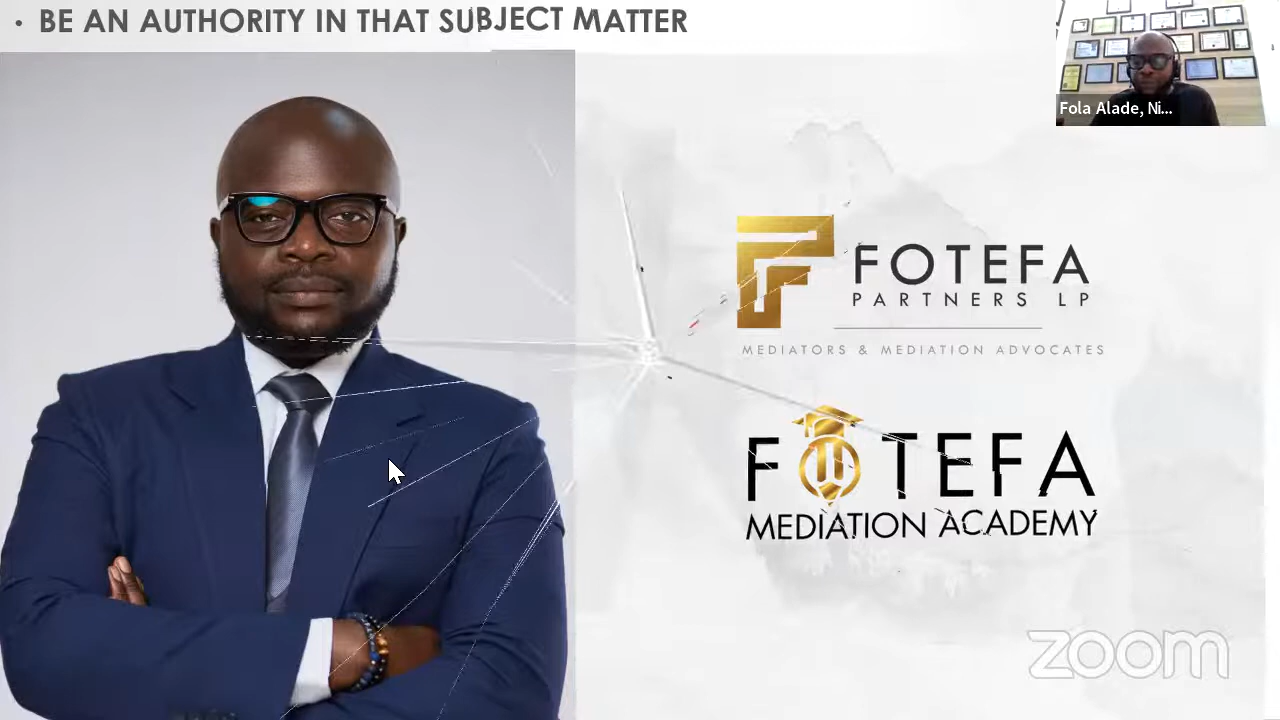 • BE AN AUTHORITY IN THAT SUBJECT MATTER
Fola Alade, Ni...
FOTEFA
PARTNERS LP
MEDIATORS & MEDIATION ADVOCATES
FOTEFA
MEDIATION ACADEMY
zoom